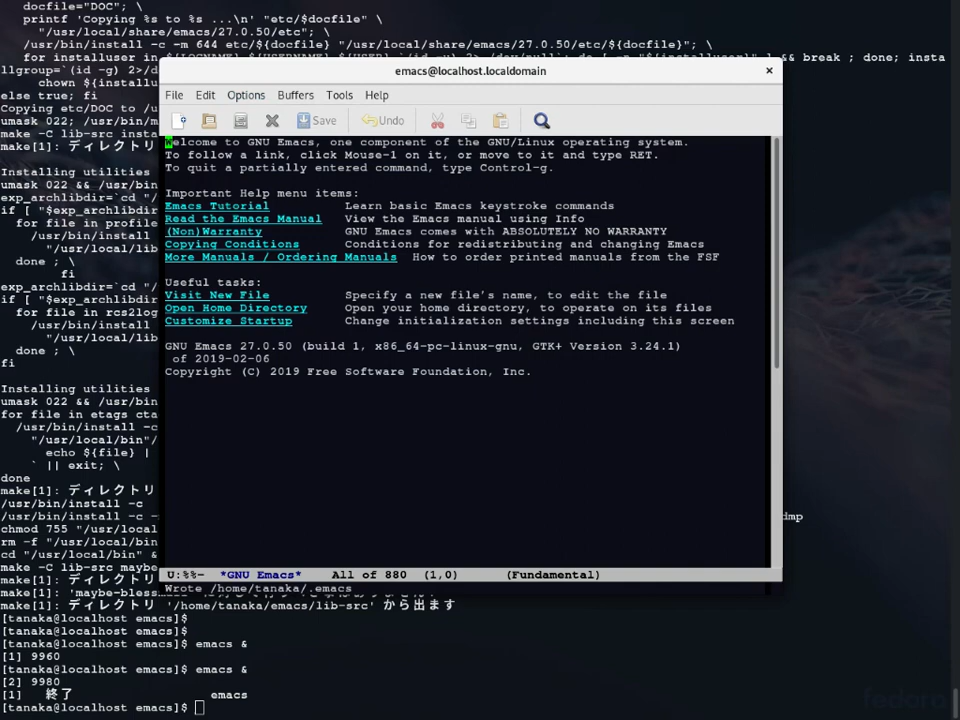 docfile="DOC"; \
printf 'Copying %s to %s ...\n' "etc/$docfile" \
"/usr/local/share/emacs/27.0.50/etc"; \
/usr/bin/install -c -m 644 etc/${docfile} "/usr/local/share/emacs/27.0.50/etc/${docfile}"; \
for installuser in
&& break ; done; insta
llgroup=`(id -g) 2>/d
chown ${install
else true; fi
Copying etc/DOC to /u
umask 022; /usr/bin/m
make -C lib-src insta
make[1]: ディレクトリ
Installing utilities
umask 022 && /usr/bin
exp_archlibdir=`cd "/
if [ "$exp_archlibdir
for file in profile
/usr/bin/install
"/usr/local/lib
done ; \
fi
exp_archlibdir=`cd "/
if [ "$exp_archlibdir
for file in rcs2log
/usr/bin/install
"/usr/local/lib
done ; \
fi
Installing utilities
umask 022 && /usr/bin
for file in etags cta
/usr/bin/install -c
"/usr/local/bin"/
echo ${file} |
` || exit; \
done
make[1]: ディレクトリ
/usr/bin/install -c
/usr/bin/install -c -
dmp
chmod 755 "/usr/local
rm -f "/usr/local/bin
cd "/usr/local/bin" &
make -C lib-src maybe
make[1]: ディレクトリ
make[1]: 'maybe-bless
make[1]: ディレクトリ '/home/tanaka/emacs/lib-src' から出ます
[tanaka@localhost emacs]$
[tanaka@localhost emacs]$
[tanaka@localhost emacs]$ emacs &
[1] 9960
[tanaka@localhost emacs]$ emacs &
[2] 9980
[1] 終了 emacs
[tanaka@localhost emacs]$
emacs@localhost.localdomain
×
File Edit Options Buffers Tools Help
Save Undo
Welcome to GNU Emacs, one component of the GNU/Linux operating system.
To follow a link, click Mouse-1 on it, or move to it and type RET.
To quit a partially entered command, type Control-g.
Important Help menu items:
Emacs Tutorial Learn basic Emacs keystroke commands
Read the Emacs Manual View the Emacs manual using Info
(Non)Warranty GNU Emacs comes with ABSOLUTELY NO WARRANTY
Copying Conditions Conditions for redistributing and changing Emacs
More Manuals / Ordering Manuals How to order printed manuals from the FSF
Useful tasks:
Visit New File Specify a new file's name, to edit the file
Open Home Directory Open your home directory, to operate on its files
Customize Startup Change initialization settings including this screen
GNU Emacs 27.0.50 (build 1, x86_64-pc-linux-gnu, GTK+ Version 3.24.1)
of 2019-02-06
Copyright (C) 2019 Free Software Foundation, Inc.
U:%%- *GNU Emacs* All of 880 (1,0) (Fundamental)
Wrote /home/tanaka/.emacs
fedora